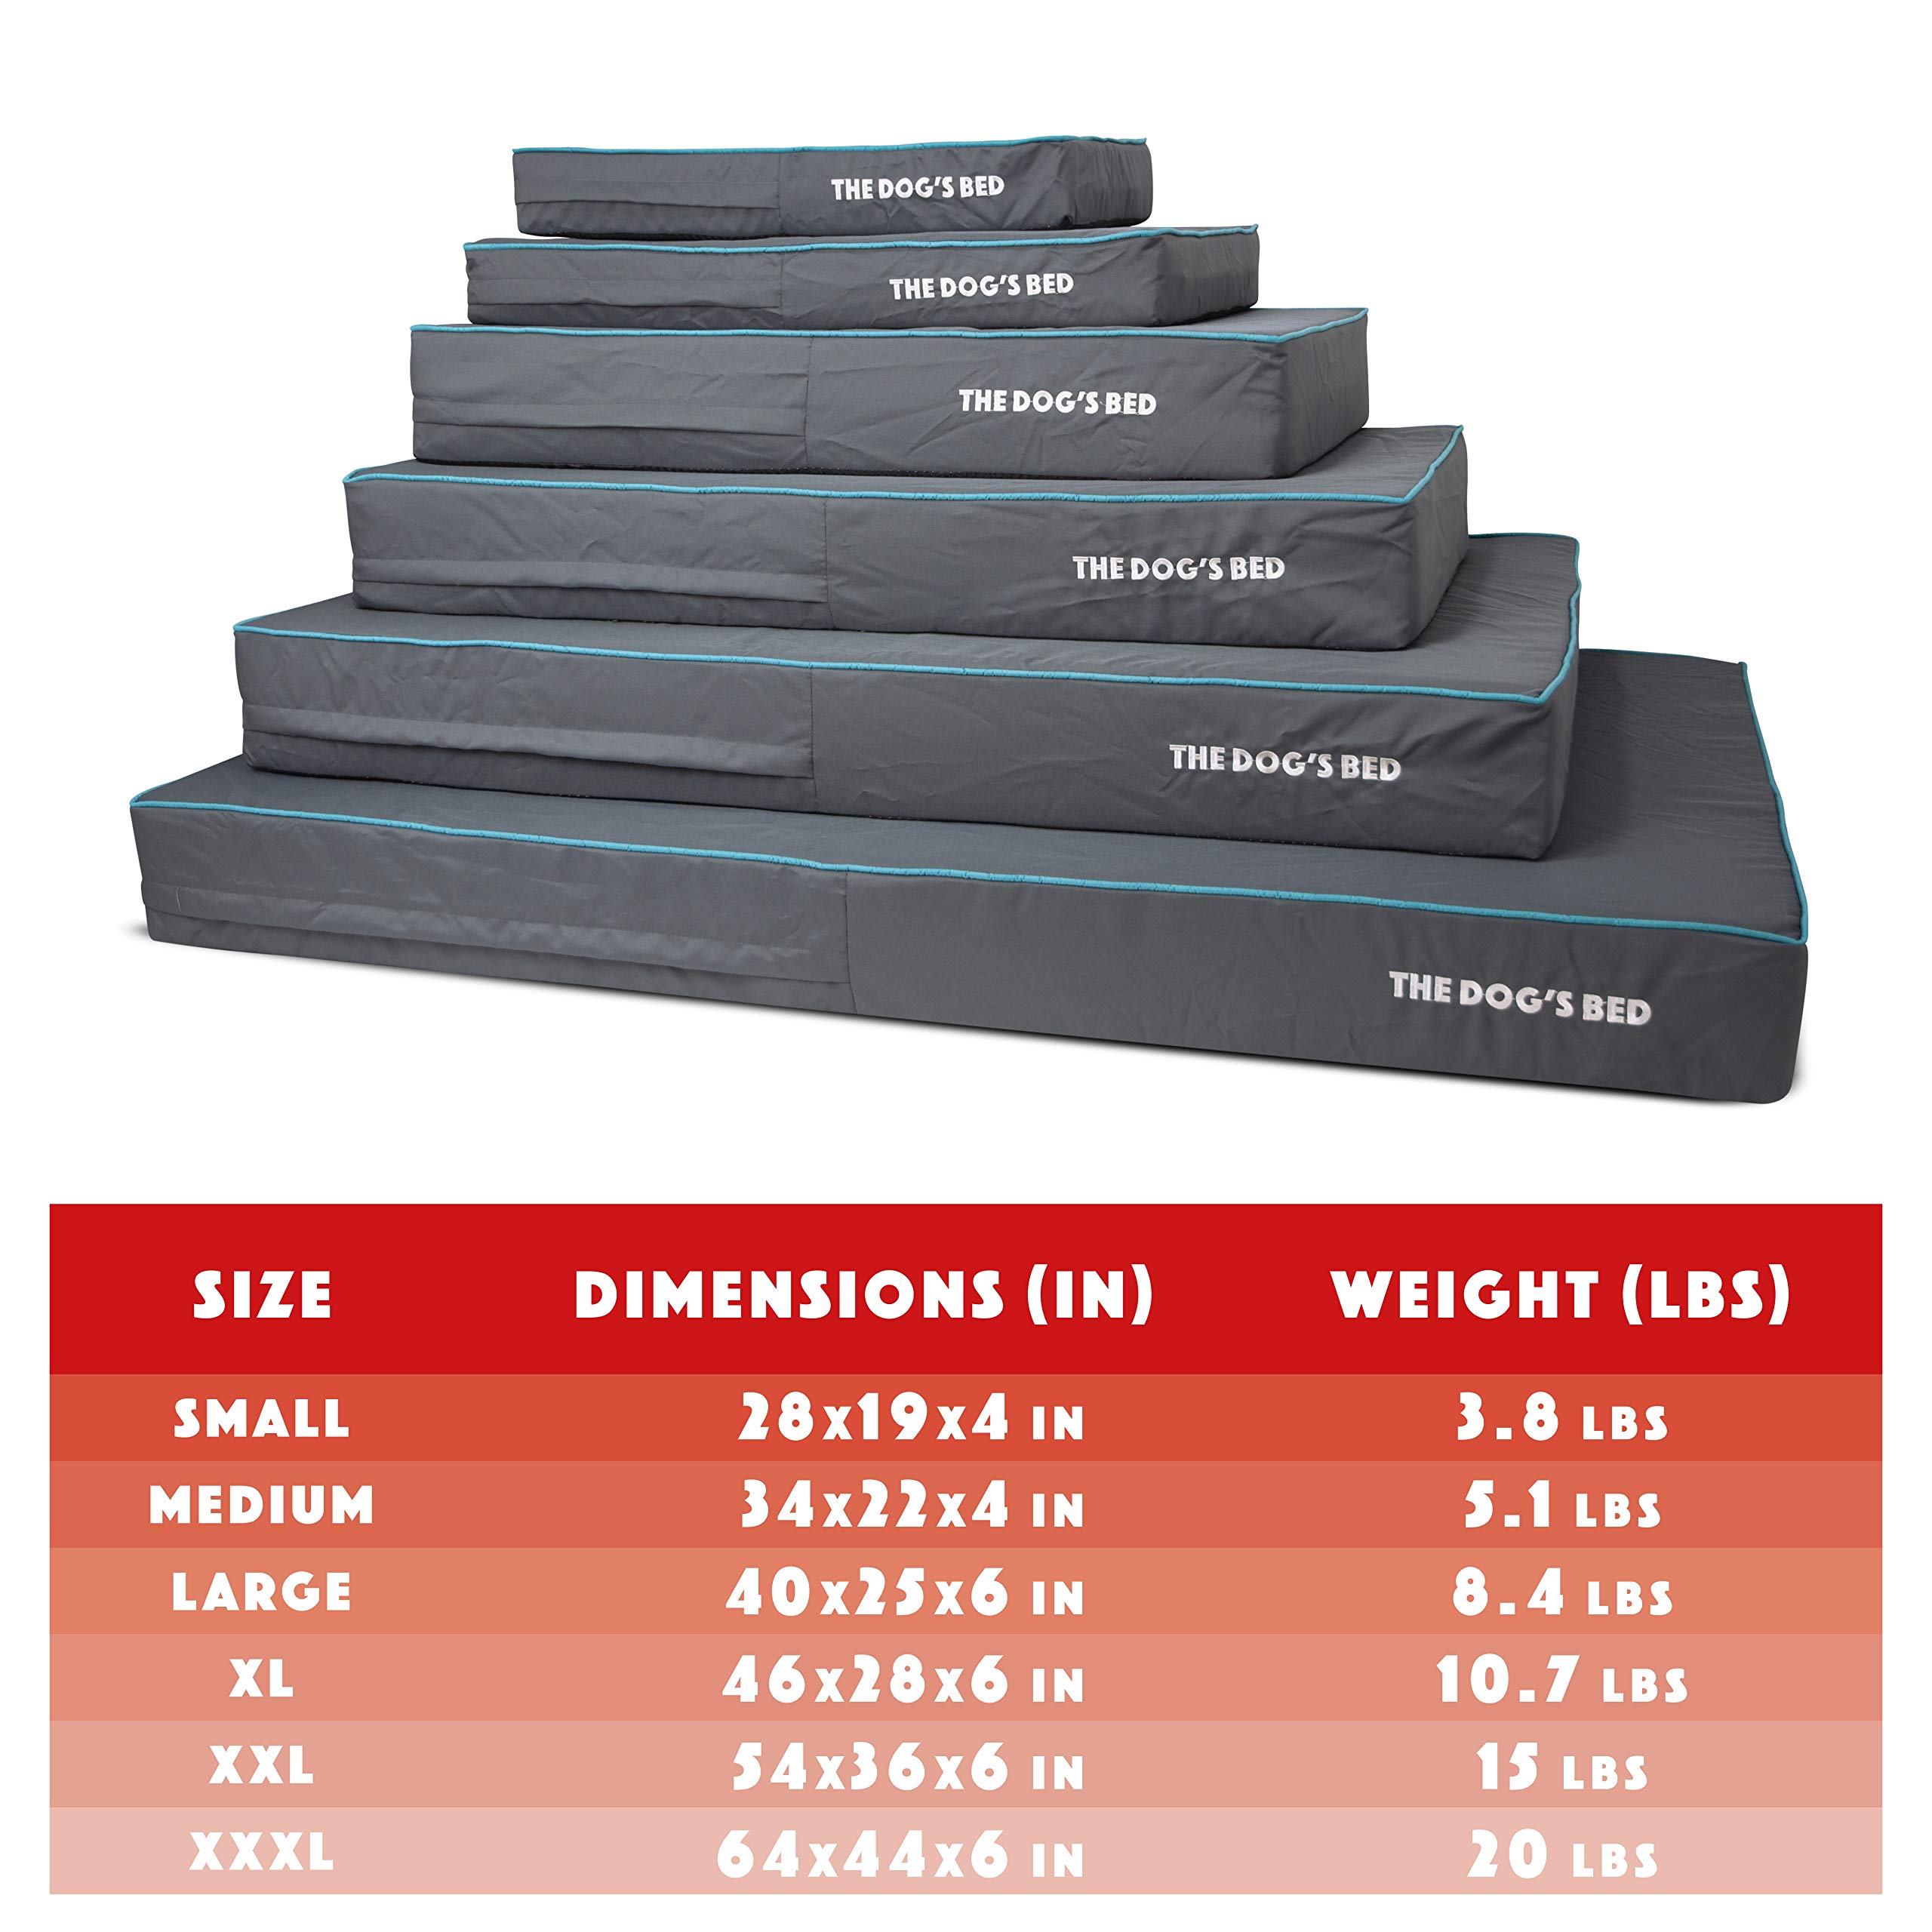 THE DOG'S BED
THE DOG'S BED
THE DOG'S BED
THE DOG'S BED
THE DOG'S BED
THE DOG'S BED
SIZE DIMENSIONS (IN) WEIGHT (LBS)
SMALL 28x19x4 IN 3.8 LBS
MEDIUM 34x22x4 IN 5.1 LBS
LARGE 40x25x6 IN 8.4 LBS
XL 46x28x6 IN 10.7 LBS
XXL 54x36x6 IN 15 LBS
XXXL 64x44x6 IN 20 LBS